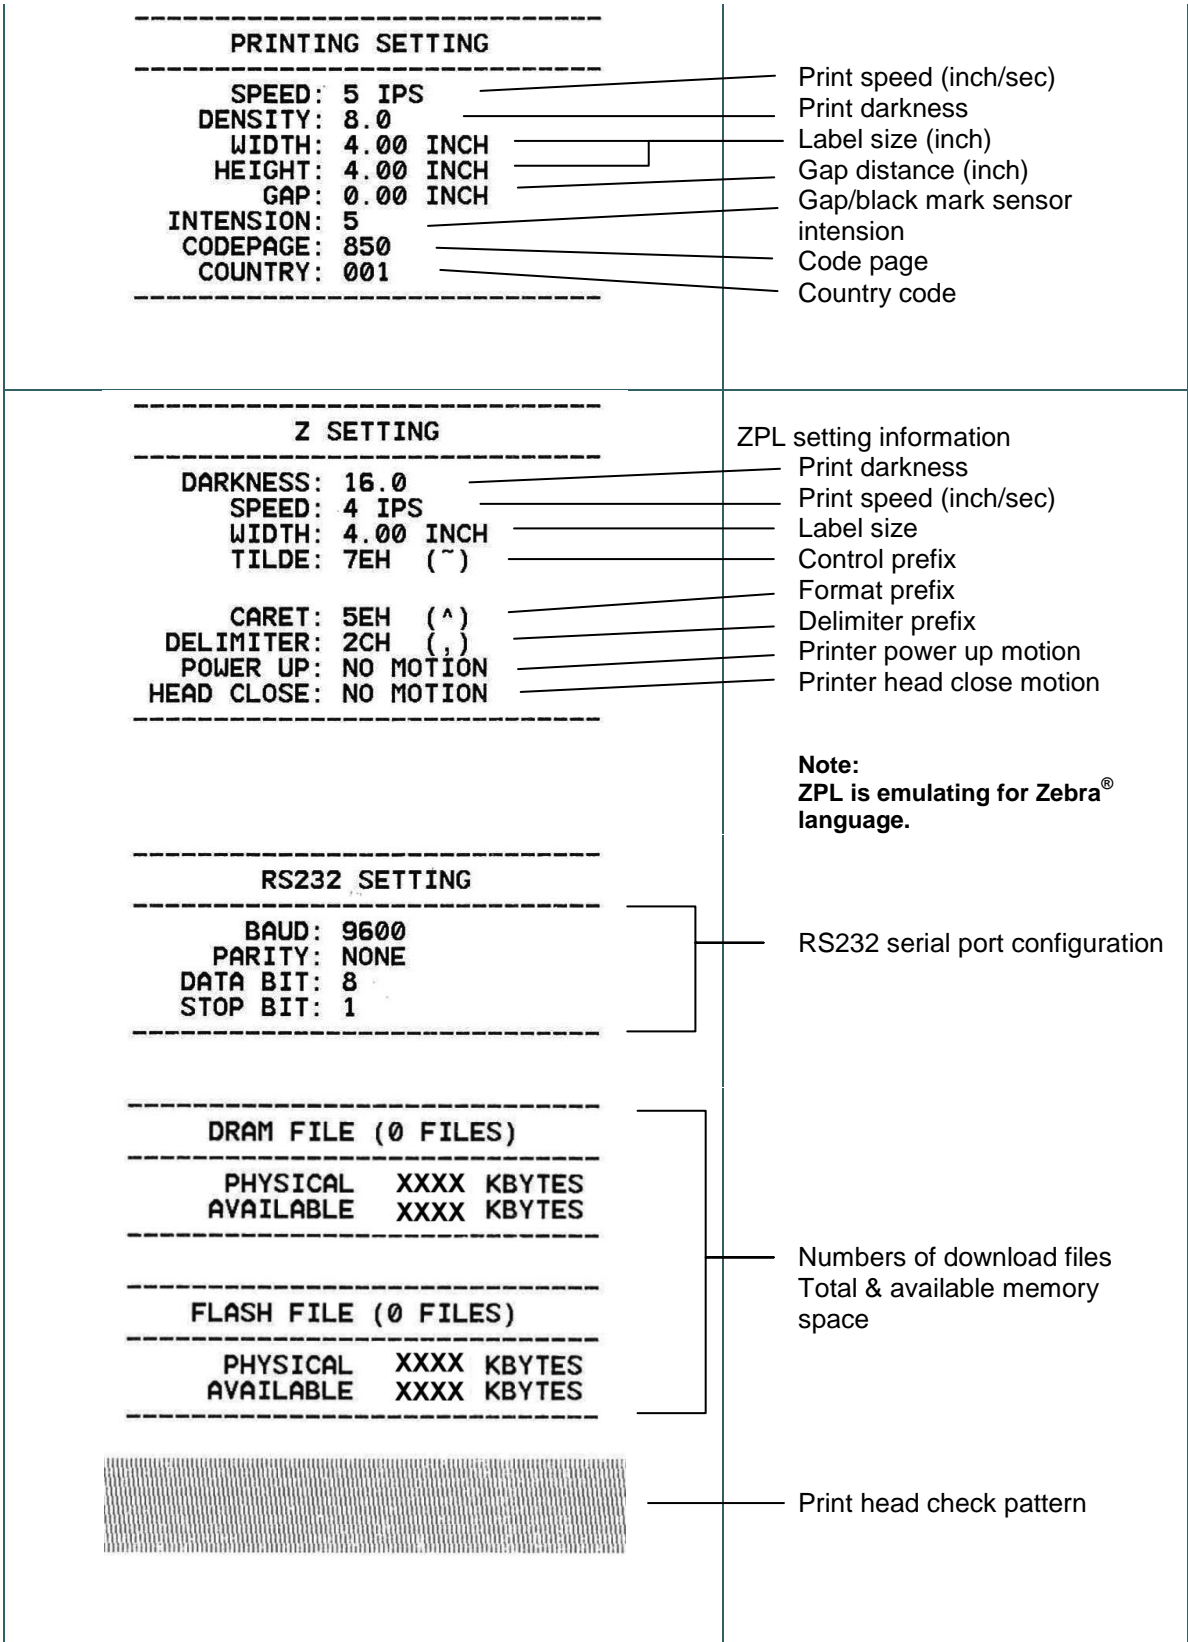 PRINTING SETTING
SPEED: 5 IPS
DENSITY: 8.0
WIDTH: 4.00 INCH
HEIGHT: 4.00 INCH
GAP: 0.00 INCH
INTENSION: 5
CODEPAGE: 850
COUNTRY: 001
Print speed (inch/sec)
Print darkness
Label size (inch)
Gap distance (inch)
Gap/black mark sensor
intension
Code page
Country code
Z SETTING
DARKNESS: 16.0
SPEED: 4 IPS
WIDTH: 4.00 INCH
TILDE: 7EH (~)
CARET: 5EH (^)
DELIMITER: 2CH (,)
POWER UP: NO MOTION
HEAD CLOSE: NO MOTION
ZPL setting information
Print darkness
Print speed (inch/sec)
Label size
Control prefix
Format prefix
Delimiter prefix
Printer power up motion
Printer head close motion
Note:
ZPL is emulating for Zebra®
language.
RS232 SETTING
BAUD: 9600
PARITY: NONE
DATA BIT: 8
STOP BIT: 1
RS232 serial port configuration
DRAM FILE (0 FILES)
PHYSICAL XXXX KBYTES
AVAILABLE XXXX KBYTES
FLASH FILE (0 FILES)
PHYSICAL XXXX KBYTES
AVAILABLE XXXX KBYTES
Numbers of download files
Total & available memory
space
Print head check pattern